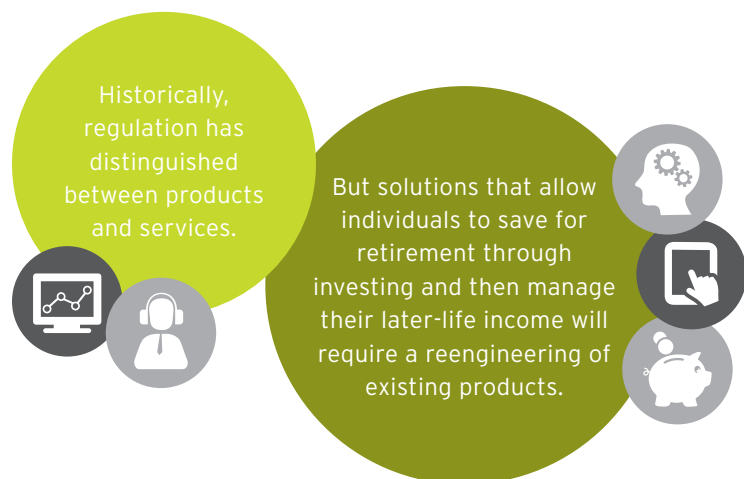 Historically,
regulation has
distinguished
between products
and services.
But solutions that allow
individuals to save for
retirement through
investing and then manage
their later-life income will
require a reengineering of
existing products.